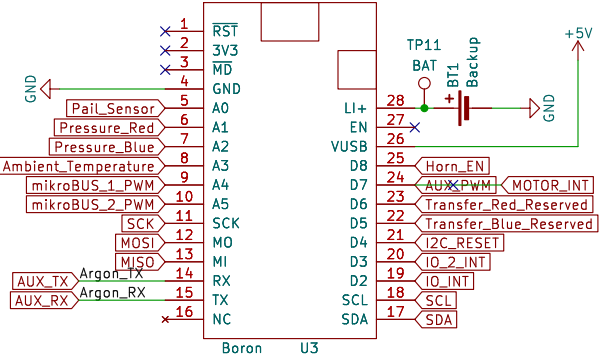 1 RST
2 3V3
3 MD
GND 4 GND
Pail_Sensor 5 A0
Pressure_Red 6 A1
Pressure_Blue 7 A2
Ambient_Temperature 8 A3
mikroBUS_1_PWM 9 A4
mikroBUS_2_PWM 10 A5
SCK 11 SCK
MOSI 12 MO
MISO 13 MI
AUX_TX Argon_TX 14 RX
AUX_RX Argon_RX 15 TX
16 NC
+5V
TP11
BAT
BT1
Backup
+
LI+ 28 GND
EN 27
VUSB 26
D8 25 Horn_EN
D7 24 AUX_PWM MOTOR_INT
D6 23 Transfer_Red_Reserved
D5 22 Transfer_Blue_Reserved
D4 21 I2C_RESET
D3 20 IO_2_INT
D2 19 IO_INT
SCL 18 SCL
SDA 17 SDA
Boron U3